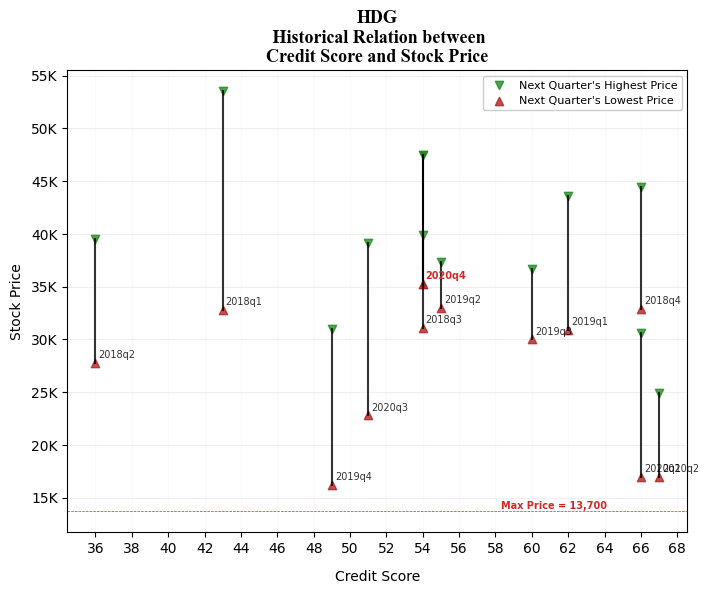 HDG
Historical Relation between
Credit Score and Stock Price
Next Quarter's Highest Price
Next Quarter's Lowest Price
55K
50K
45K
40K
35K
30K
25K
20K
15K
Stock Price
2018q1
2018q2
2020q4
2019q2
2018q3
2018q4
2019q1
2020q3
2019q4
2020q2
Max Price = 13,700
36 38 40 42 44 46 48 50 52 54 56 58 60 62 64 66 68
Credit Score